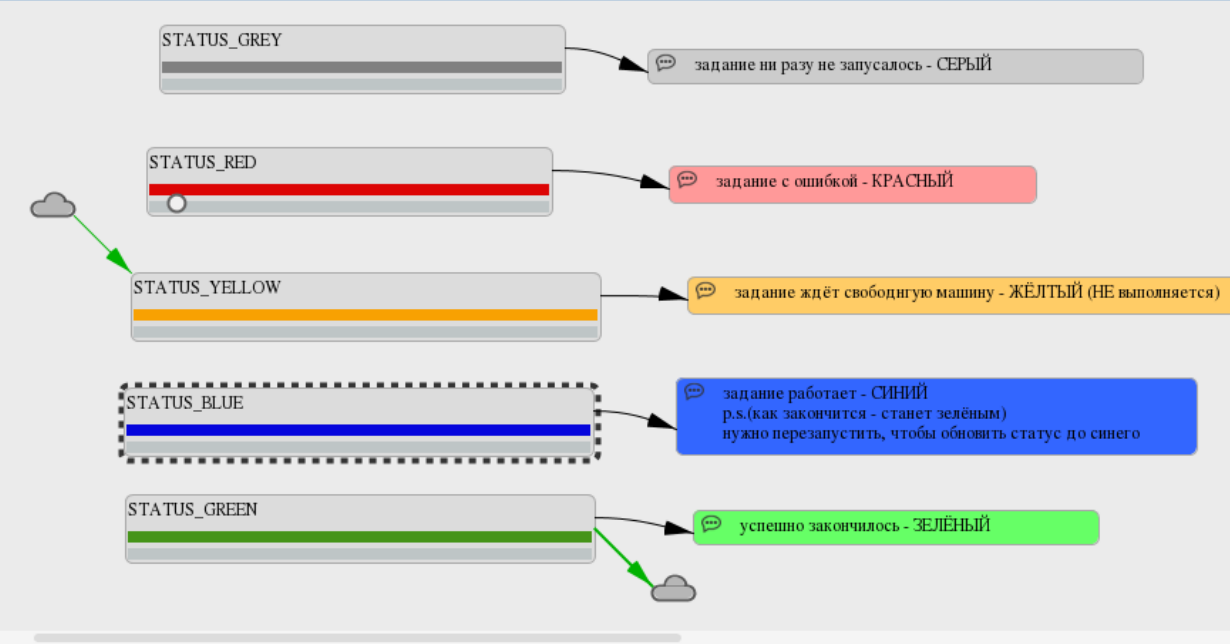 STATUS_GREY
задание ни разу не запусалось - СЕРЫЙ
STATUS_RED
задание с ошибкой - КРАСНЫЙ
STATUS_YELLOW
задание ждёт свободнгую машину - ЖЁЛТЫЙ (НЕ выполняется)
STATUS_BLUE
задание работает - СИНИЙ
p.s.(как закончится - станет зелёным)
нужно перезапустить, чтобы обновить статус до синего
STATUS_GREEN
успешно закончилось - ЗЕЛЁНЫЙ